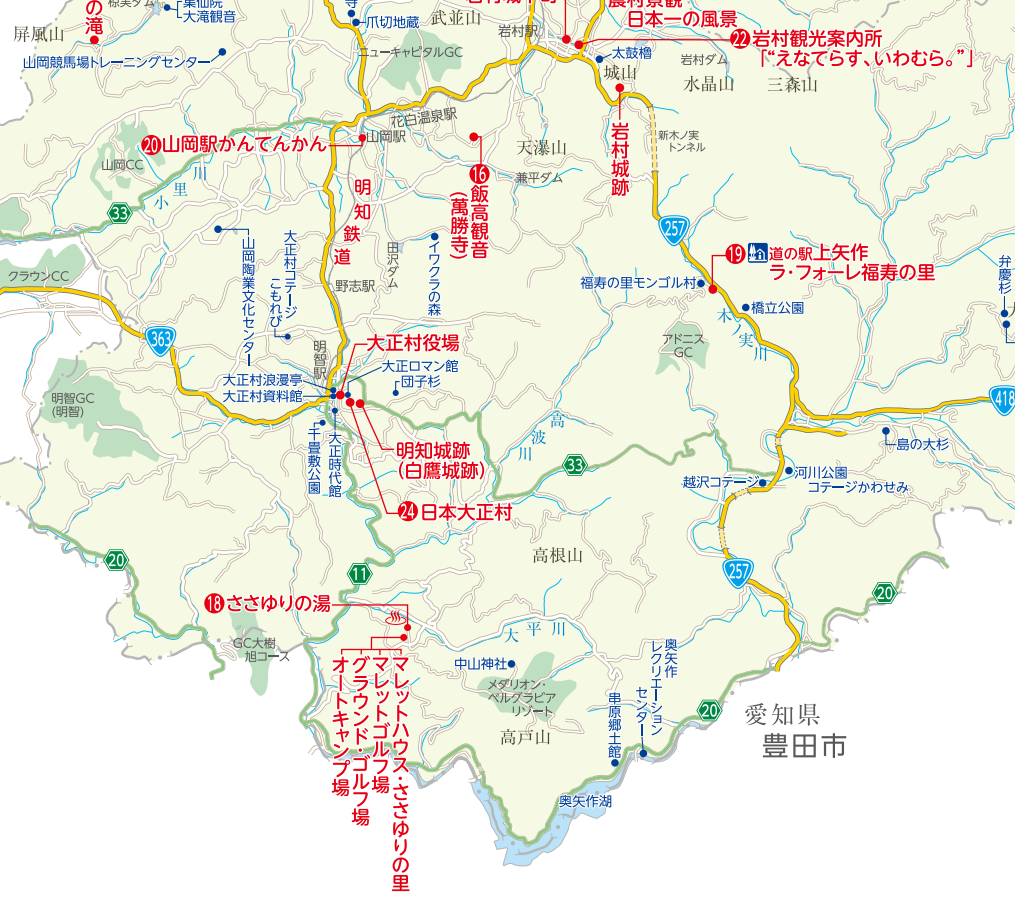 の滝
大滝観音
爪切地蔵
武並山
日本一の風景
屏風山
山岡競馬場トレーニングセンター
ニューキャピタルGC
岩村駅
太鼓櫓
22 岩村観光案内所
「“えなてらす、いわむら。”」
城山
岩村ダム
水晶山
三森山
花白温泉駅
山岡駅
20 山岡駅かんてんかん
山岡CC
小里川
33
天瀑山
兼平ダム
岩村城跡
新木ノ実
トンネル
16 飯高観音
(萬勝寺)
明知鉄道
257
19 道の駅 上矢作
ラ・フォーレ福寿の里
福寿の里モンゴル村
橋立公園
木ノ実川
弁慶杉
クラウンCC
山岡陶業文化センター
大正村コテージ
こもれび
田沢ダム
イワクラの森
野志駅
363
明智駅
大正村役場
大正ロマン館
団子杉
大正村浪漫亭
大正村資料館
アドニス
GC
明智GC
(明智)
418
千畳敷公園
大正時代館
明知城跡
(白鷹城跡)
24 日本大正村
高波川
33
島の大杉
越沢コテージ
河川公園
コテージかわせみ
高根山
20
11
257
20
18 ささゆりの湯
GC大樹
旭コース
大平川
中山神社
メダリオン・
ベルグラビア
リゾート
高戸山
奥矢作
レクリエーション
センター
串原郷土館
20
愛知県
豊田市
マレットハウス・ささゆりの里
マレットゴルフ場
グラウンド・ゴルフ場
オートキャンプ場
奥矢作湖